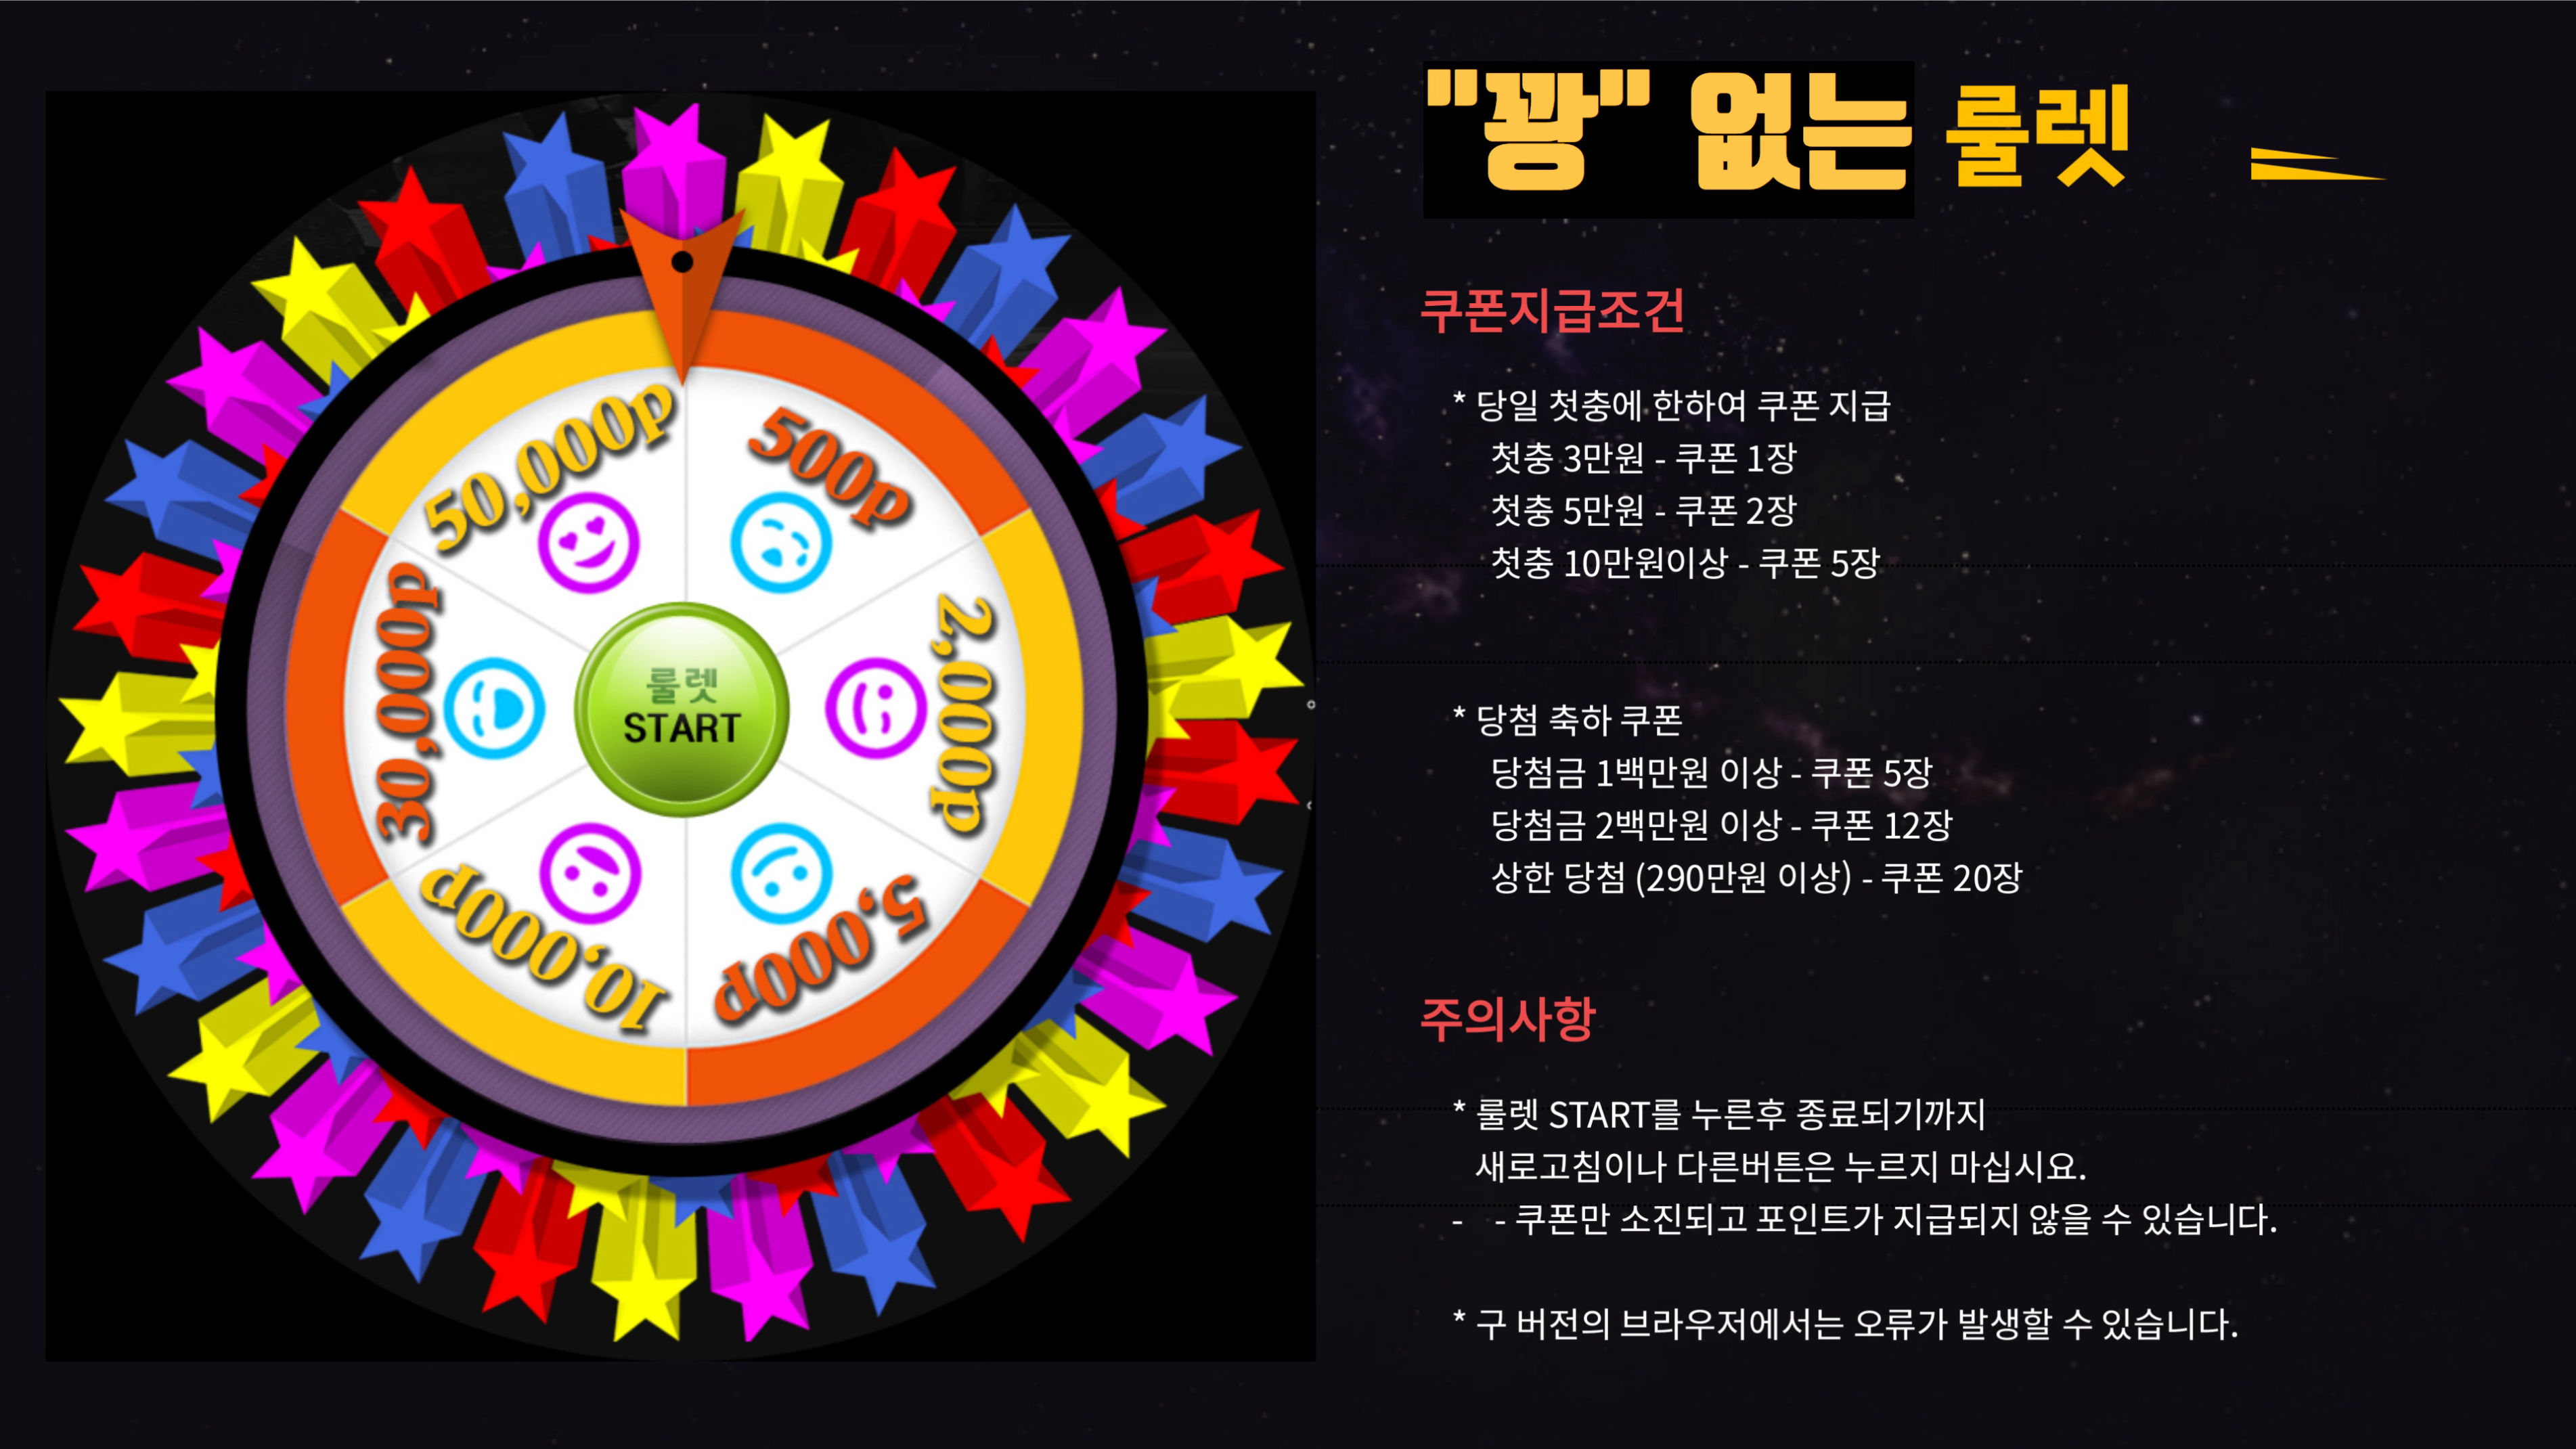 "꽝" 없는 룰렛
50,000p
500p
2,000p
5,000p
10,000p
30,000p
룰렛
START
쿠폰지급조건
* 당일 첫충에 한하여 쿠폰 지급
첫충 3만원 - 쿠폰 1장
첫충 5만원 - 쿠폰 2장
첫충 10만원이상 - 쿠폰 5장
* 당첨 축하 쿠폰
당첨금 1백만원 이상 - 쿠폰 5장
당첨금 2백만원 이상 - 쿠폰 12장
상한 당첨 (290만원 이상) - 쿠폰 20장
주의사항
* 룰렛 START를 누른후 종료되기까지
새로고침이나 다른버튼은 누르지 마십시요.
- - 쿠폰만 소진되고 포인트가 지급되지 않을 수 있습니다.
* 구 버전의 브라우저에서는 오류가 발생할 수 있습니다.